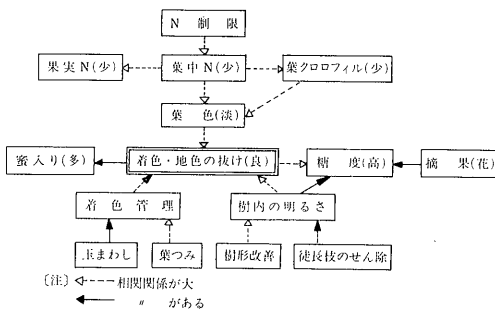 N 制 限
果実N(少)
葉中N(少)
葉クロロフィル(少)
葉 色(淡)
蜜入り(多)
着色・地色の抜け(良)
糖 度(高)
摘 果(花)
着 色 管 理
樹内の明るさ
玉まわし
葉つみ
樹形改善
徒長枝のせん除
〔注〕 相関関係が大
〃 がある